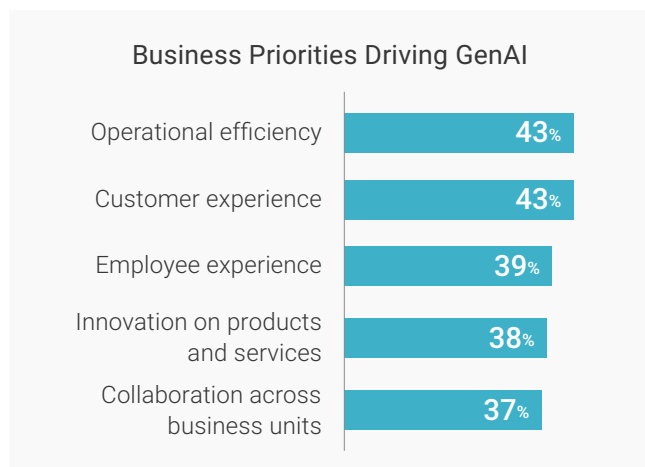 Business Priorities Driving GenAI
Operational efficiency
43%
Customer experience
43%
Employee experience
39%
Innovation on products
and services
38%
Collaboration across
business units
37%